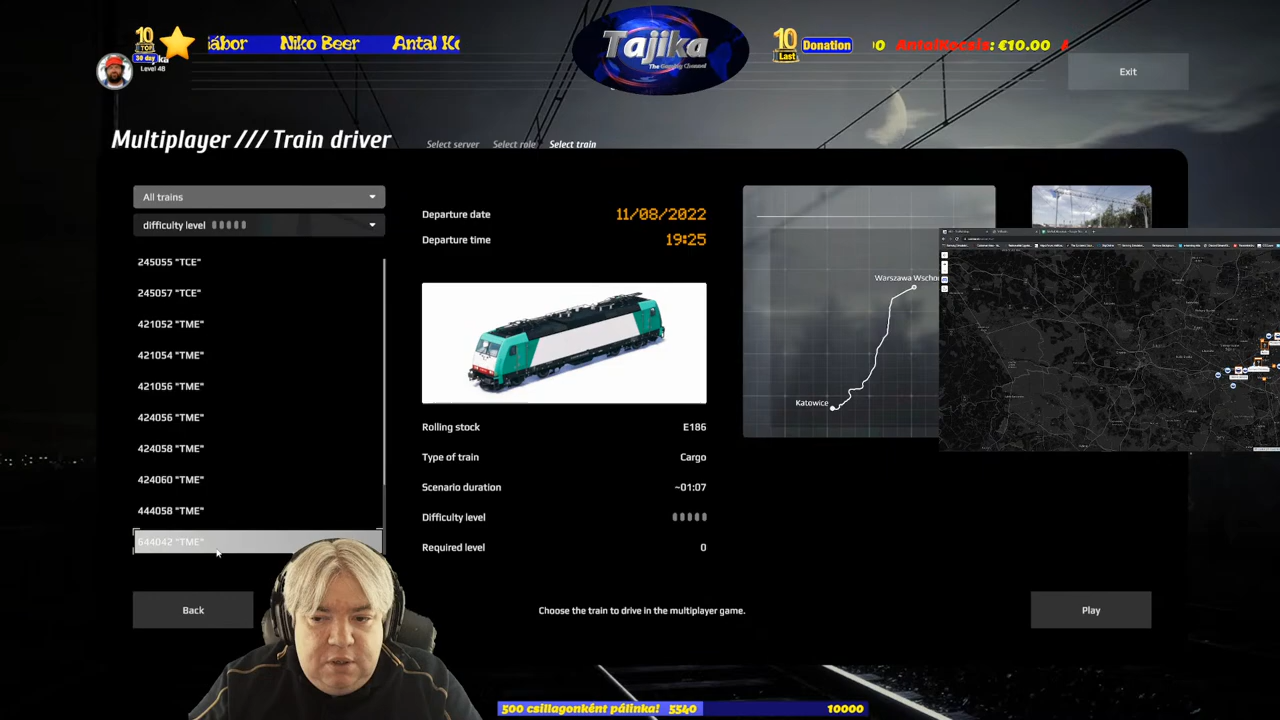 10
TOP
30 day
ábor Niko Beer Antal Kc
Tajika
The Gaming Channel
10
Last
Donation
0 AntalKocsis: €10.00
Level 48
Exit
Multiplayer /// Train driver
Select server Select role Select train
All trains
difficulty level
245055 "TCE"
245057 "TCE"
421052 "TME"
421054 "TME"
421056 "TME"
424056 "TME"
424058 "TME"
424060 "TME"
444058 "TME"
644042 "TME"
Departure date 11/08/2022
Departure time 19:25
Rolling stock E186
Type of train Cargo
Scenario duration ~01:07
Difficulty level
Required level 0
Warszawa Wscho
Katowice
Back
Choose the train to drive in the multiplayer game.
Play
500 csillagonként pálinka! 5540 10000